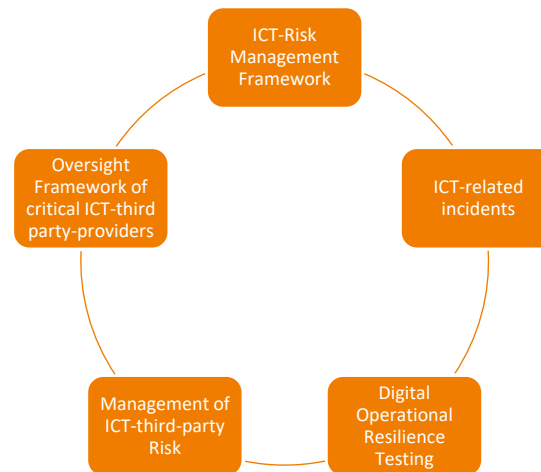 ICT-Risk
Management
Framework
ICT-related
incidents
Digital
Operational
Resilience
Testing
Management of
ICT-third-party
Risk
Oversight
Framework of
critical ICT-third
party-providers